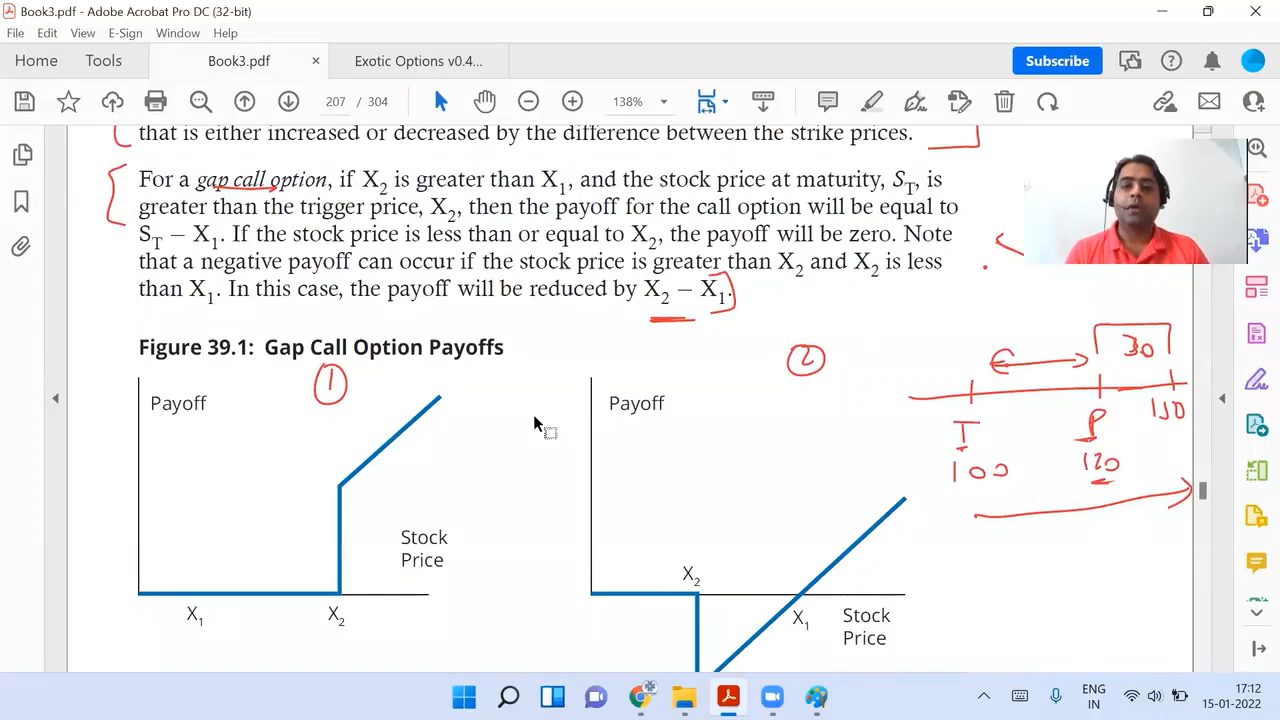 Book3.pdf - Adobe Acrobat Pro DC (32-bit)
File Edit View E-Sign Window Help
Home Tools Book3.pdf × Exotic Options v0.4... Subscribe
207 / 304 138%
that is either increased or decreased by the difference between the strike prices.
For a gap call option, if X2 is greater than X1, and the stock price at maturity, ST, is
greater than the trigger price, X2, then the payoff for the call option will be equal to
ST − X1. If the stock price is less than or equal to X2, the payoff will be zero. Note
that a negative payoff can occur if the stock price is greater than X2 and X2 is less
than X1. In this case, the payoff will be reduced by X2 − X1.
Figure 39.1: Gap Call Option Payoffs
1
2
30
Payoff
Payoff
T P 150
100 120
Stock
Price
X2
X1 X2
X1
Stock
Price
ENG
IN
17:12
15-01-2022